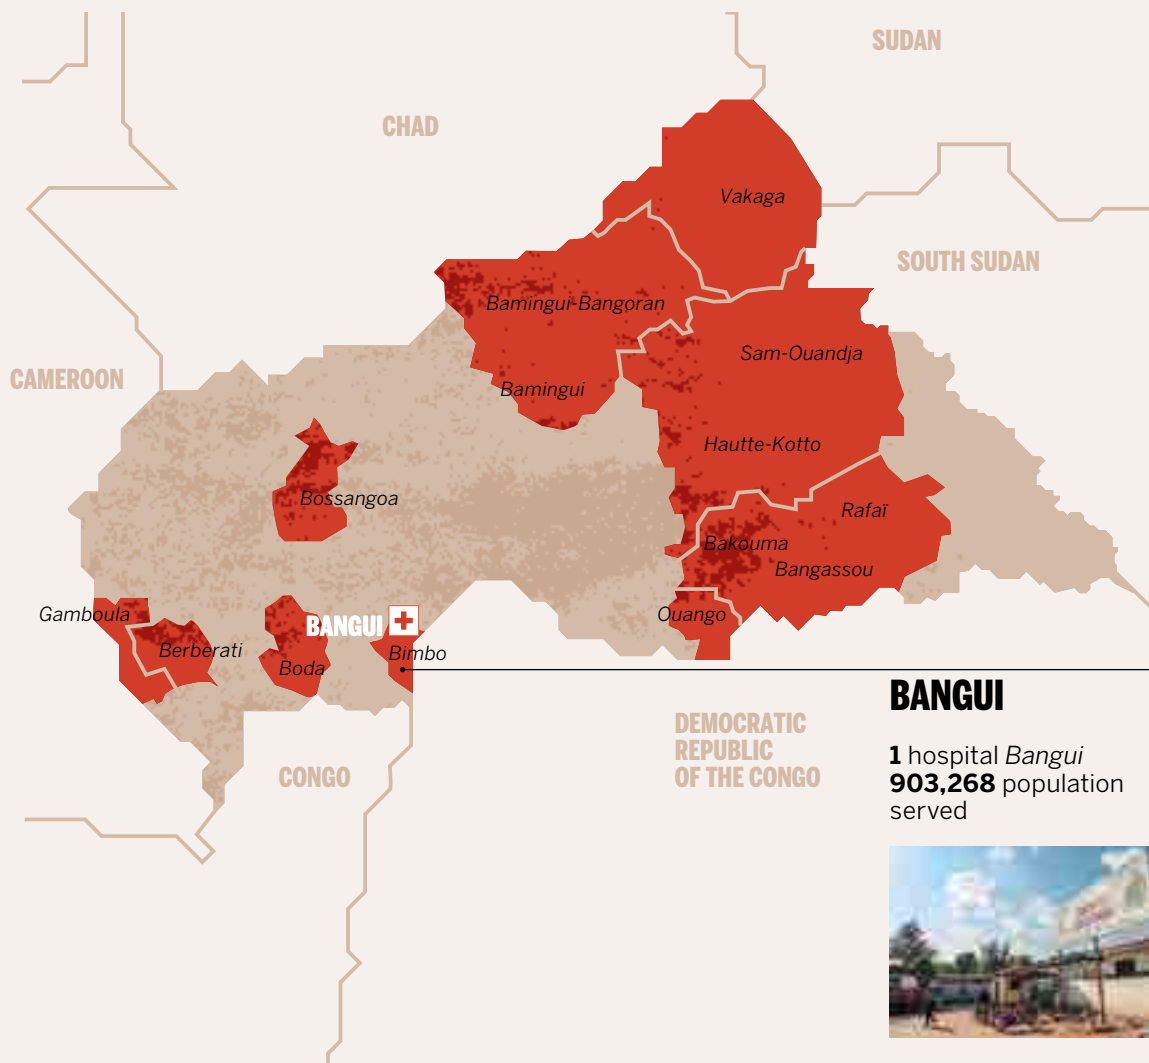 SUDAN
CHAD
Vakaga
SOUTH SUDAN
Bamingui-Bangoran
Sam-Ouandja
CAMEROON
Bamingui
Hautte-Kotto
Bossangoa
Rafaï
Bakouma
Bangassou
Gamboula
Ouango
BANGUI
Berberati
Bimbo
Boda
BANGUI
DEMOCRATIC
REPUBLIC
OF THE CONGO
1 hospital Bangui
903,268 population
served
CONGO